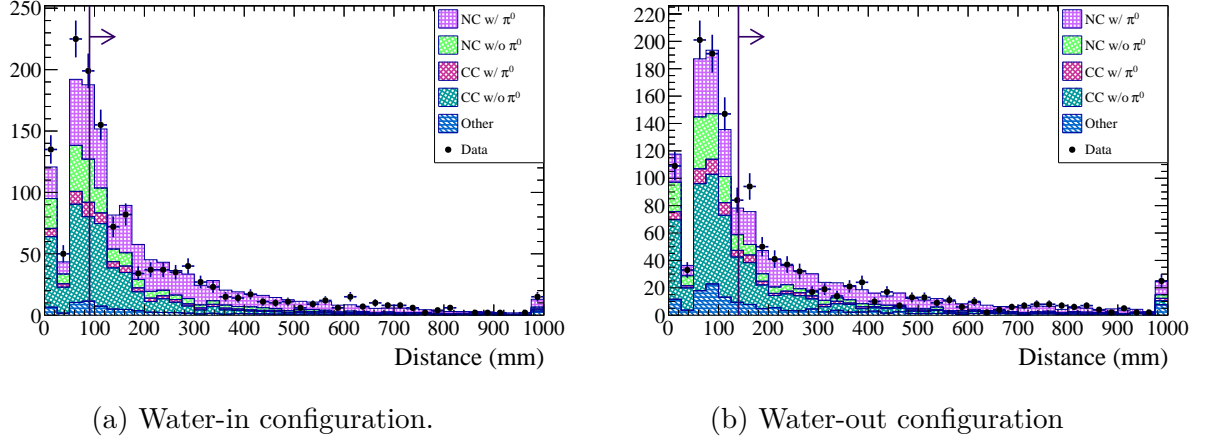 250
200
150
100
50
0
NC w/ π⁰
NC w/o π⁰
CC w/ π⁰
CC w/o π⁰
Other
Data
0 100 200 300 400 500 600 700 800 900 1000
Distance (mm)
(a) Water-in configuration.
220
200
180
160
140
120
100
80
60
40
20
0
NC w/ π⁰
NC w/o π⁰
CC w/ π⁰
CC w/o π⁰
Other
Data
0 100 200 300 400 500 600 700 800 900 1000
Distance (mm)
(b) Water-out configuration